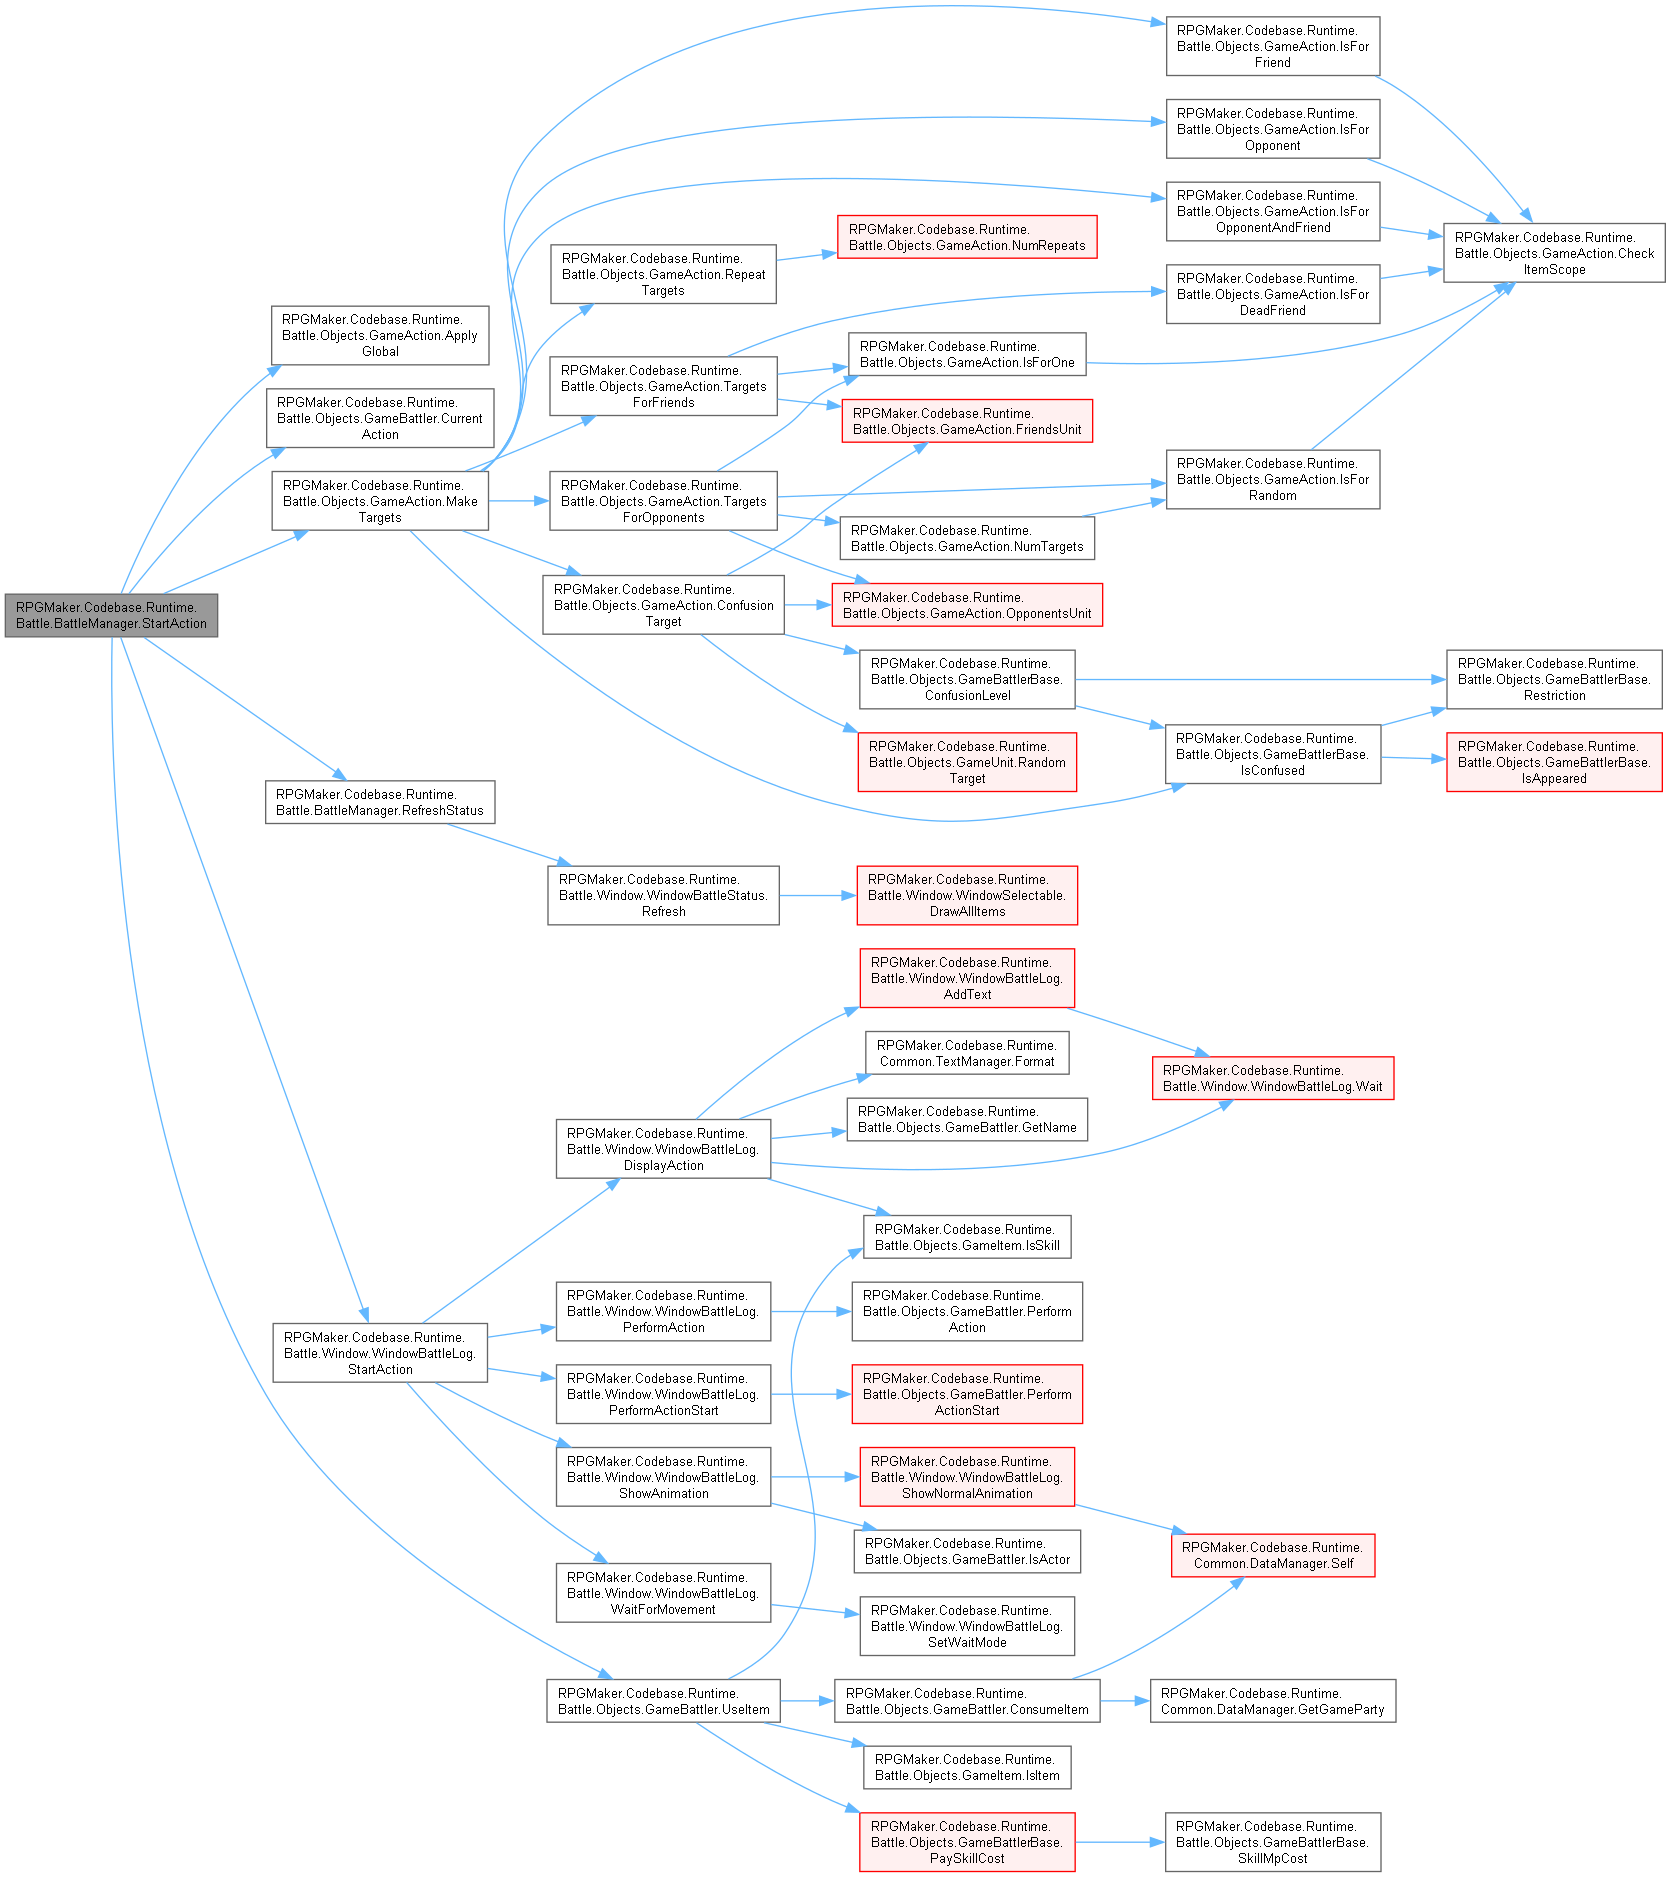 RPGMaker.Codebase.Runtime.
Battle.BattleManager.StartAction
RPGMaker.Codebase.Runtime.
Battle.Objects.GameAction.Apply
Global
RPGMaker.Codebase.Runtime.
Battle.Objects.GameBattler.Current
Action
RPGMaker.Codebase.Runtime.
Battle.Objects.GameAction.Make
Targets
RPGMaker.Codebase.Runtime.
Battle.BattleManager.RefreshStatus
RPGMaker.Codebase.Runtime.
Battle.Window.WindowBattleLog.
StartAction
RPGMaker.Codebase.Runtime.
Battle.Objects.GameAction.Repeat
Targets
RPGMaker.Codebase.Runtime.
Battle.Objects.GameAction.Targets
ForFriends
RPGMaker.Codebase.Runtime.
Battle.Objects.GameAction.Targets
ForOpponents
RPGMaker.Codebase.Runtime.
Battle.Objects.GameAction.Confusion
Target
RPGMaker.Codebase.Runtime.
Battle.Window.WindowBattleStatus.
Refresh
RPGMaker.Codebase.Runtime.
Battle.Window.WindowBattleLog.
DisplayAction
RPGMaker.Codebase.Runtime.
Battle.Window.WindowBattleLog.
PerformAction
RPGMaker.Codebase.Runtime.
Battle.Window.WindowBattleLog.
PerformActionStart
RPGMaker.Codebase.Runtime.
Battle.Window.WindowBattleLog.
ShowAnimation
RPGMaker.Codebase.Runtime.
Battle.Window.WindowBattleLog.
WaitForMovement
RPGMaker.Codebase.Runtime.
Battle.Objects.GameBattler.UseItem
RPGMaker.Codebase.Runtime.
Battle.Objects.GameAction.NumRepeats
RPGMaker.Codebase.Runtime.
Battle.Objects.GameAction.IsForOne
RPGMaker.Codebase.Runtime.
Battle.Objects.GameAction.FriendsUnit
RPGMaker.Codebase.Runtime.
Battle.Objects.GameAction.NumTargets
RPGMaker.Codebase.Runtime.
Battle.Objects.GameAction.OpponentsUnit
RPGMaker.Codebase.Runtime.
Battle.Objects.GameBattlerBase.
ConfusionLevel
RPGMaker.Codebase.Runtime.
Battle.Objects.GameUnit.Random
Target
RPGMaker.Codebase.Runtime.
Battle.Window.WindowSelectable.
DrawAllItems
RPGMaker.Codebase.Runtime.
Battle.Window.WindowBattleLog.
AddText
RPGMaker.Codebase.Runtime.
Common.TextManager.Format
RPGMaker.Codebase.Runtime.
Battle.Objects.GameBattler.GetName
RPGMaker.Codebase.Runtime.
Battle.Objects.GameItem.IsSkill
RPGMaker.Codebase.Runtime.
Battle.Objects.GameBattler.Perform
Action
RPGMaker.Codebase.Runtime.
Battle.Objects.GameBattler.Perform
ActionStart
RPGMaker.Codebase.Runtime.
Battle.Window.WindowBattleLog.
ShowNormalAnimation
RPGMaker.Codebase.Runtime.
Battle.Objects.GameBattler.IsActor
RPGMaker.Codebase.Runtime.
Battle.Window.WindowBattleLog.
SetWaitMode
RPGMaker.Codebase.Runtime.
Battle.Objects.GameBattler.ConsumeItem
RPGMaker.Codebase.Runtime.
Battle.Objects.GameItem.IsItem
RPGMaker.Codebase.Runtime.
Battle.Objects.GameBattlerBase.
PaySkillCost
RPGMaker.Codebase.Runtime.
Battle.Objects.GameAction.IsFor
Friend
RPGMaker.Codebase.Runtime.
Battle.Objects.GameAction.IsFor
Opponent
RPGMaker.Codebase.Runtime.
Battle.Objects.GameAction.IsFor
OpponentAndFriend
RPGMaker.Codebase.Runtime.
Battle.Objects.GameAction.IsFor
DeadFriend
RPGMaker.Codebase.Runtime.
Battle.Objects.GameAction.IsFor
Random
RPGMaker.Codebase.Runtime.
Battle.Objects.GameBattlerBase.
IsConfused
RPGMaker.Codebase.Runtime.
Battle.Window.WindowBattleLog.Wait
RPGMaker.Codebase.Runtime.
Common.DataManager.Self
RPGMaker.Codebase.Runtime.
Common.DataManager.GetGameParty
RPGMaker.Codebase.Runtime.
Battle.Objects.GameBattlerBase.
SkillMpCost
RPGMaker.Codebase.Runtime.
Battle.Objects.GameAction.Check
ItemScope
RPGMaker.Codebase.Runtime.
Battle.Objects.GameBattlerBase.
Restriction
RPGMaker.Codebase.Runtime.
Battle.Objects.GameBattlerBase.
IsAppeared